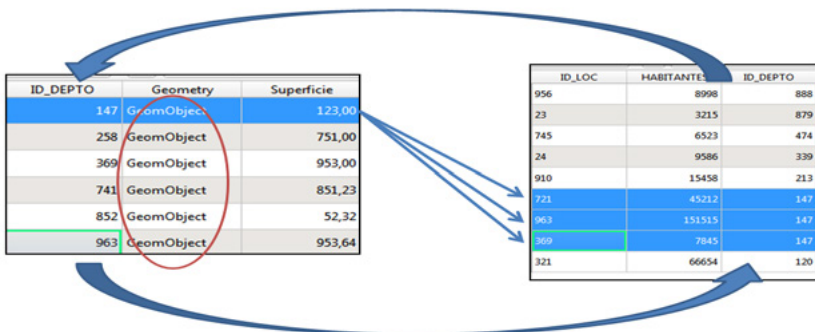 ID_DEPTO Geometry Superficie
147 GeomObject 123,00
258 GeomObject 751,00
369 GeomObject 953,00
741 GeomObject 851,23
852 GeomObject 52,32
963 GeomObject 953,64
ID_LOC HABITANTES ID_DEPTO
956 8998 888
23 3215 879
745 6523 474
24 9586 339
910 15458 213
721 45212 147
963 151515 147
369 7845 147
321 66654 120